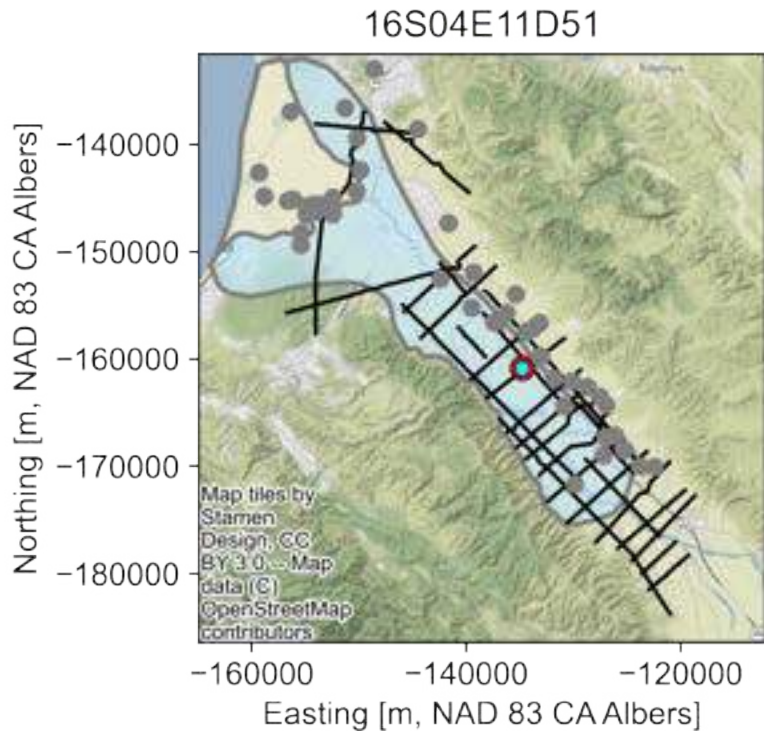 16S04E11D51
Northing [m, NAD 83 CA Albers]
−140000
−150000
−160000
−170000
−180000
Map tiles by
Stamen
Design, CC
BY 3.0 -- Map
data (C)
OpenStreetMap
contributors
−160000
−140000
−120000
Easting [m, NAD 83 CA Albers]